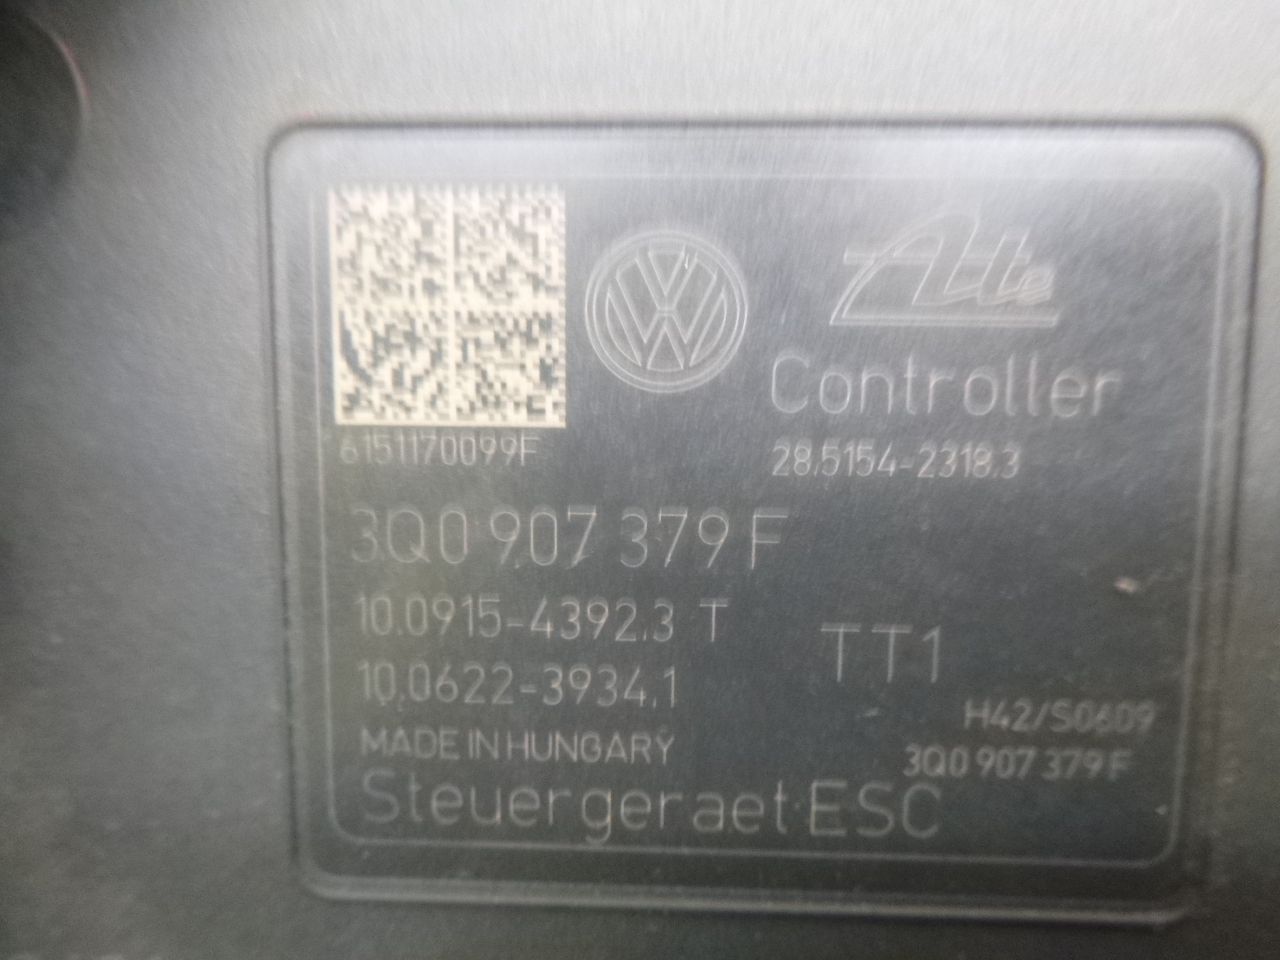 Ate
Controller
6151170099F
28.5154-2318.3
3Q0 907 379 F
10.0915-4392.3 T
TT1
10.0622-3934.1
H42/S0609
MADE IN HUNGARY
3Q0 907 379 F
Steuergeraet ESC